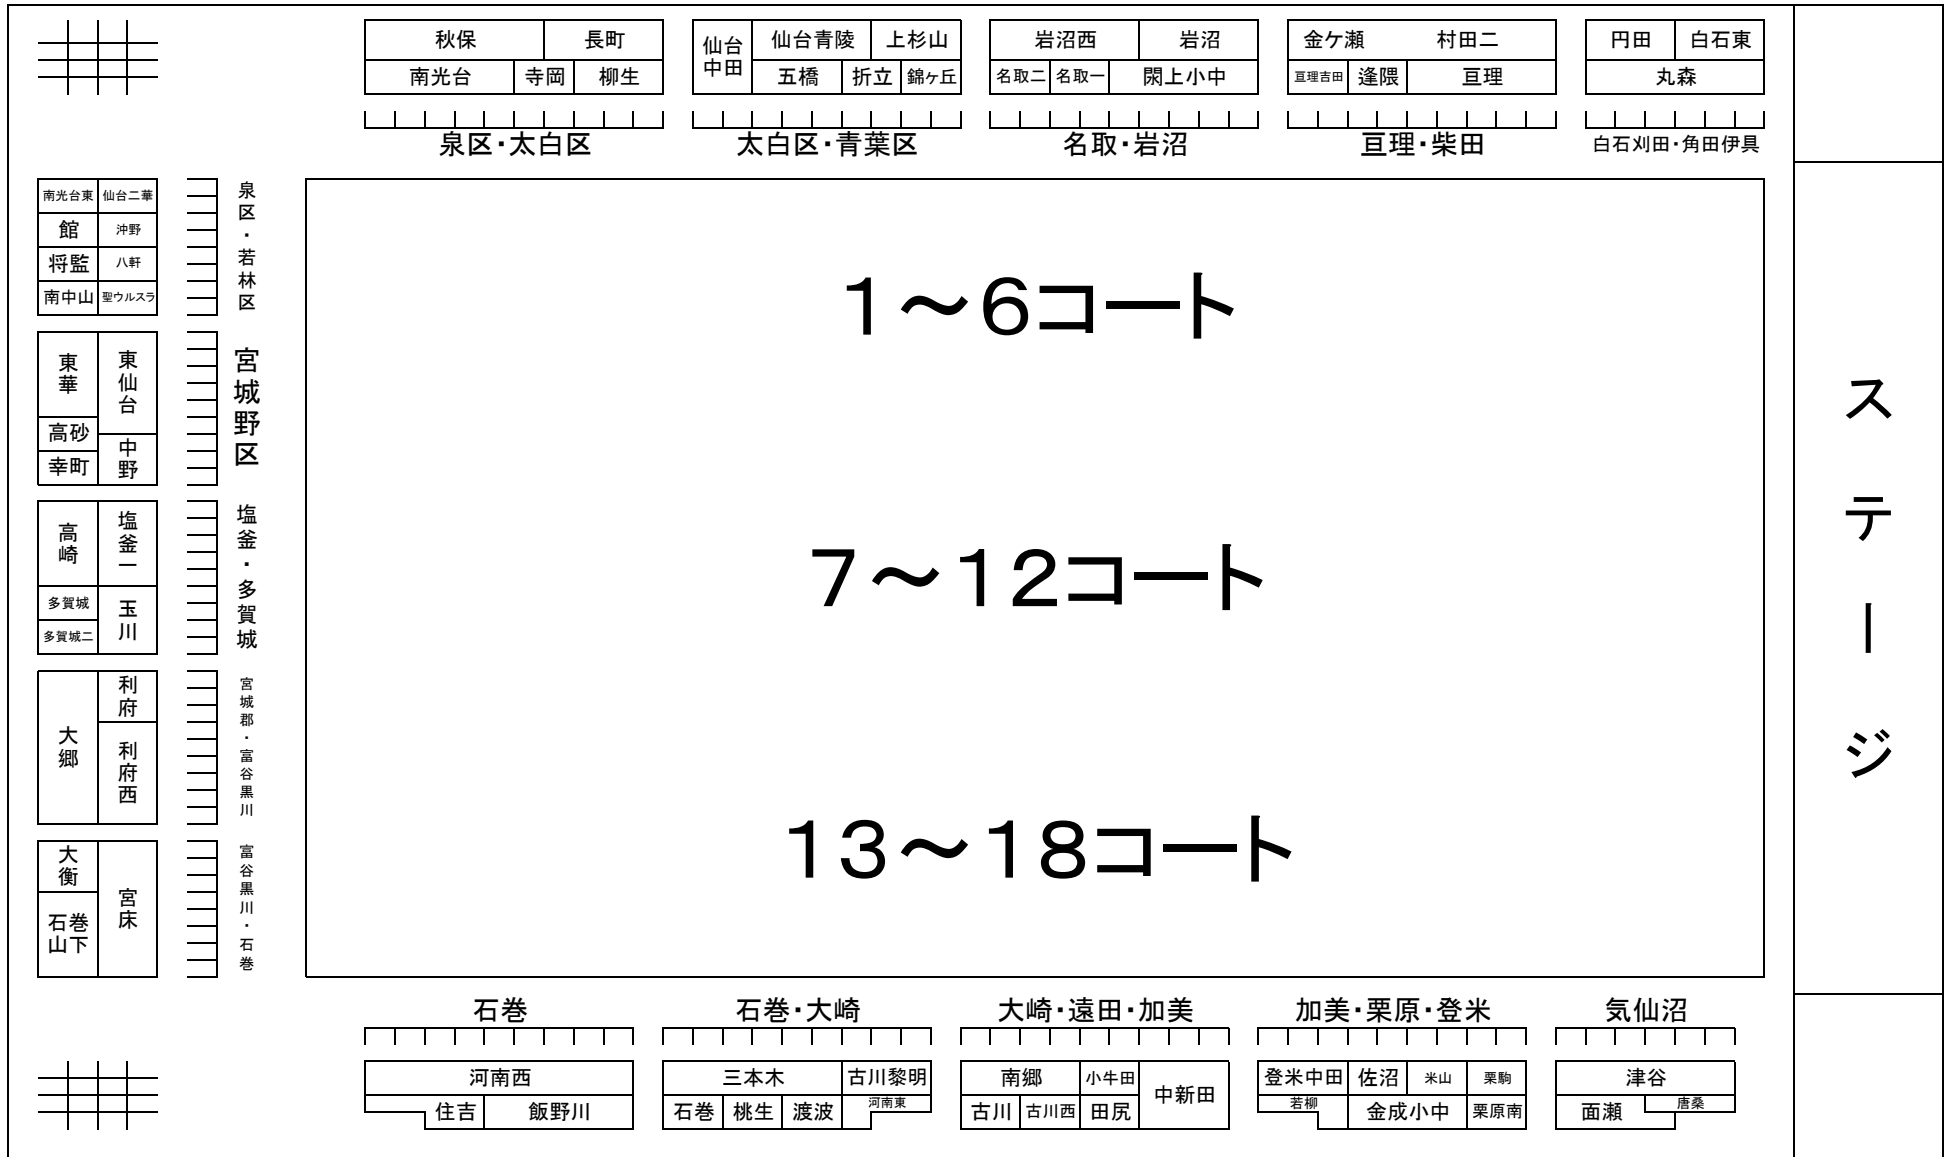 秋保 長町
南光台 寺岡 柳生
泉区・太白区
仙台中田 仙台青陵 上杉山
五橋 折立 錦ヶ丘
太白区・青葉区
岩沼西 岩沼
名取二 名取一 閖上小中
名取・岩沼
金ケ瀬 村田二
亘理吉田 逢隈 亘理
亘理・柴田
円田 白石東
丸森
白石刈田・角田伊具
南光台東 仙台二華
館 沖野
将監 八軒
南中山 聖ウルスラ
泉区・若林区
東華 東仙台
高砂 中野
幸町
宮城野区
高崎 塩釜一
多賀城 玉川
多賀城二
塩釜・多賀城
大郷 利府
利府西
宮城郡・富谷黒川
大衡 宮床
石巻山下
富谷黒川・石巻
1～6コート
7～12コート
13～18コート
ステージ
石巻
河南西
住吉 飯野川
石巻・大崎
三本木 古川黎明
石巻 桃生 渡波 河南東
大崎・遠田・加美
南郷 小牛田 中新田
古川 古川西 田尻
加美・栗原・登米
登米中田 佐沼 米山 栗駒
若柳 金成小中 栗原南
気仙沼
津谷
面瀬 唐桑